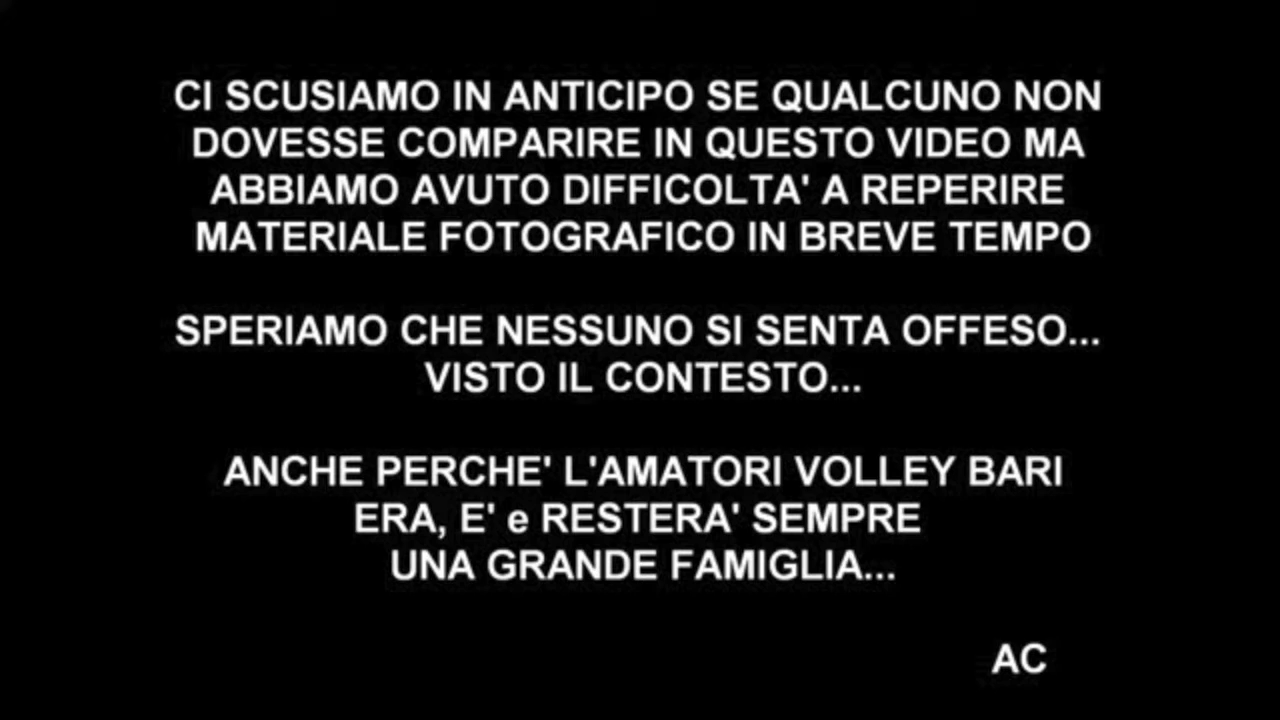 CI SCUSIAMO IN ANTICIPO SE QUALCUNO NON
DOVESSE COMPARIRE IN QUESTO VIDEO MA
ABBIAMO AVUTO DIFFICOLTA' A REPERIRE
MATERIALE FOTOGRAFICO IN BREVE TEMPO
SPERIAMO CHE NESSUNO SI SENTA OFFESO...
VISTO IL CONTESTO...
ANCHE PERCHE' L'AMATORI VOLLEY BARI
ERA, E' e RESTERA' SEMPRE
UNA GRANDE FAMIGLIA...
AC